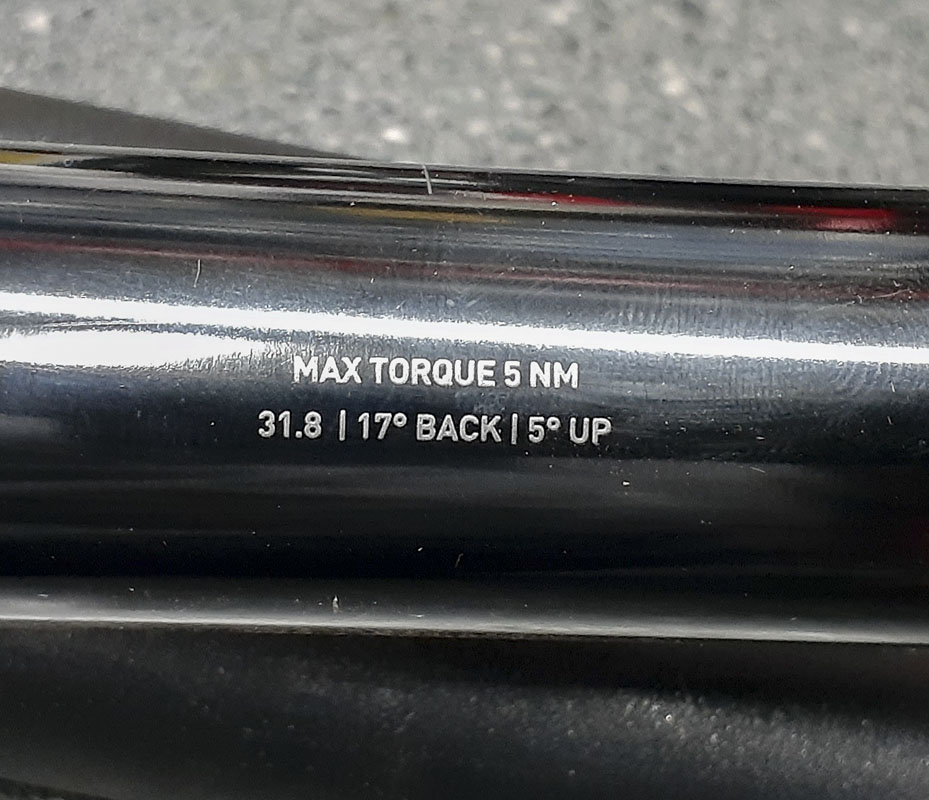 MAX TORQUE 5 NM
31.8 | 17° BACK | 5° UP